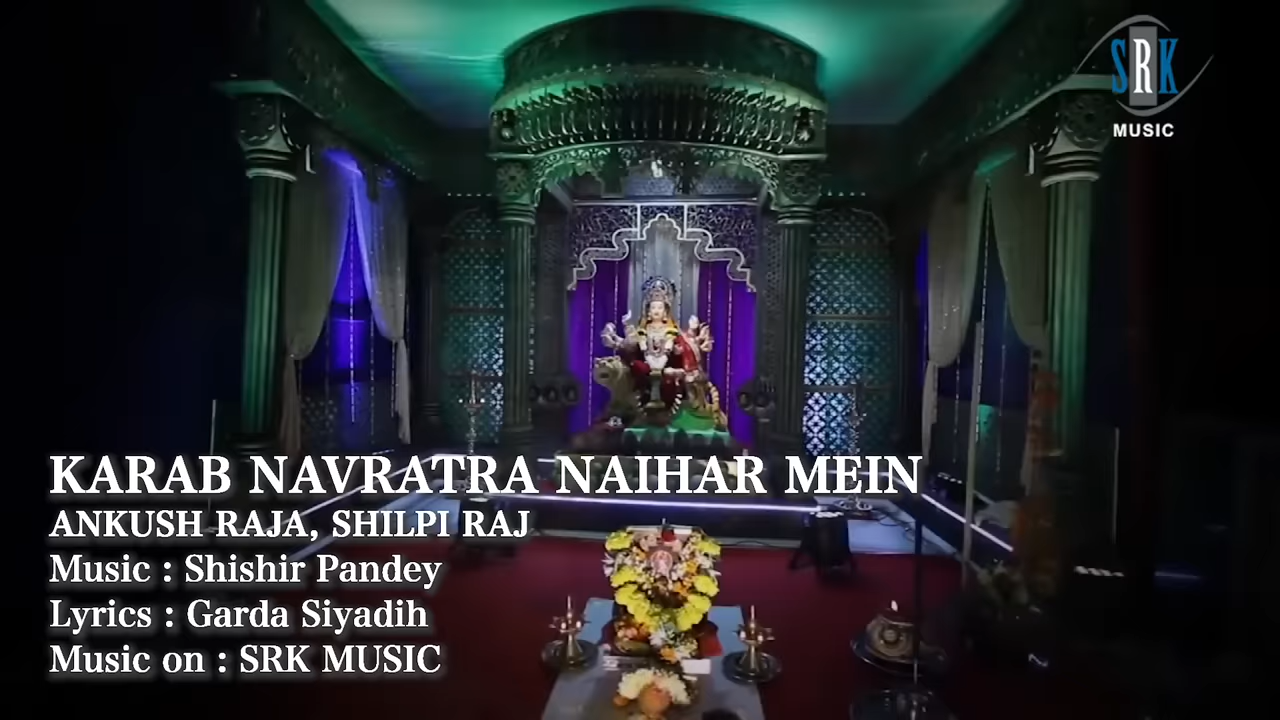 SRK
MUSIC
KARAB NAVRATRA NAIHAR MEIN
ANKUSH RAJA, SHILPI RAJ
Music : Shishir Pandey
Lyrics : Garda Siyadih
Music on : SRK MUSIC